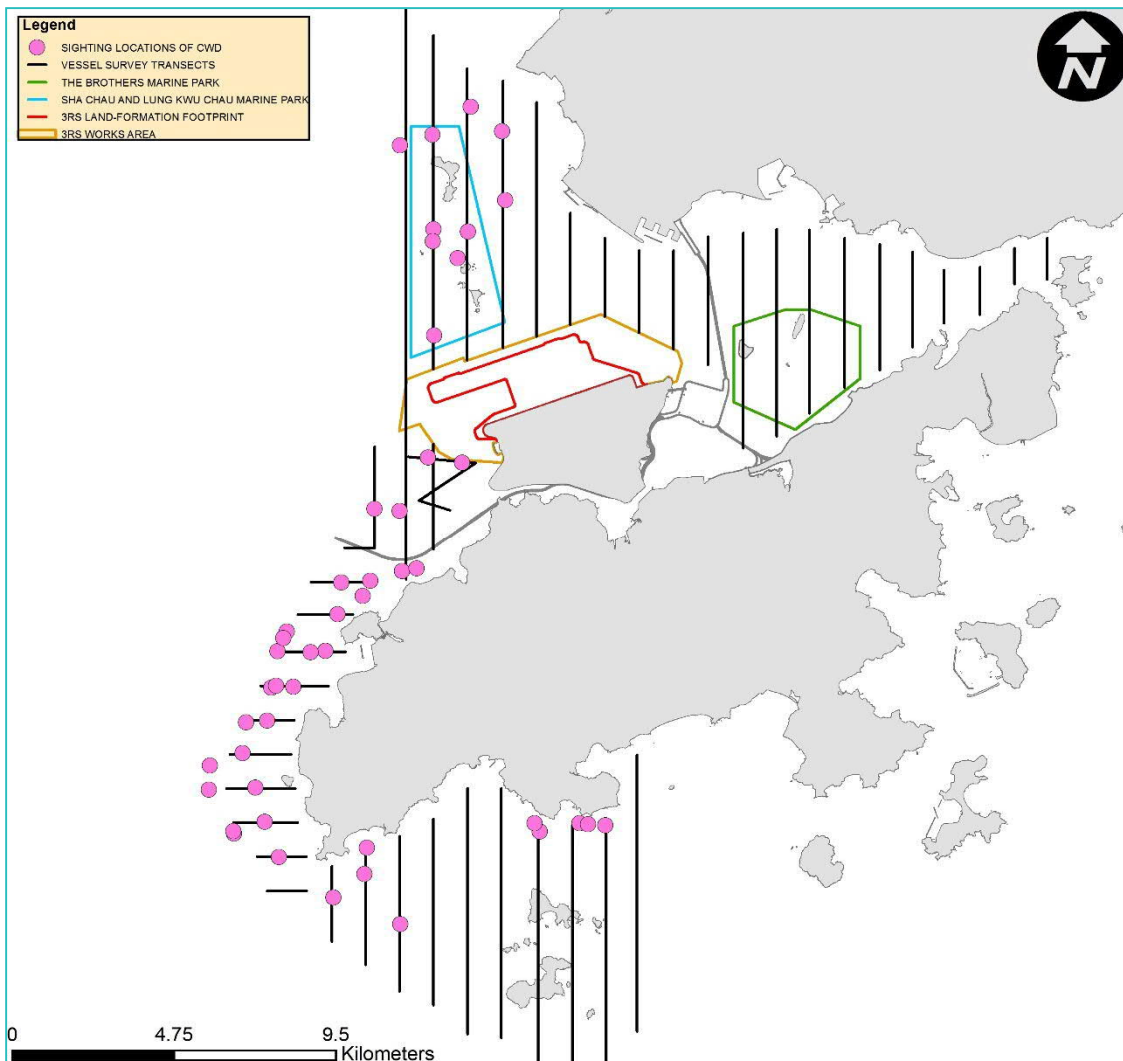 Legend
SIGHTING LOCATIONS OF CWD
VESSEL SURVEY TRANSECTS
THE BROTHERS MARINE PARK
SHA CHAU AND LUNG KWU CHAU MARINE PARK
3RS LAND-FORMATION FOOTPRINT
3RS WORKS AREA
N
0 4.75 9.5
Kilometers